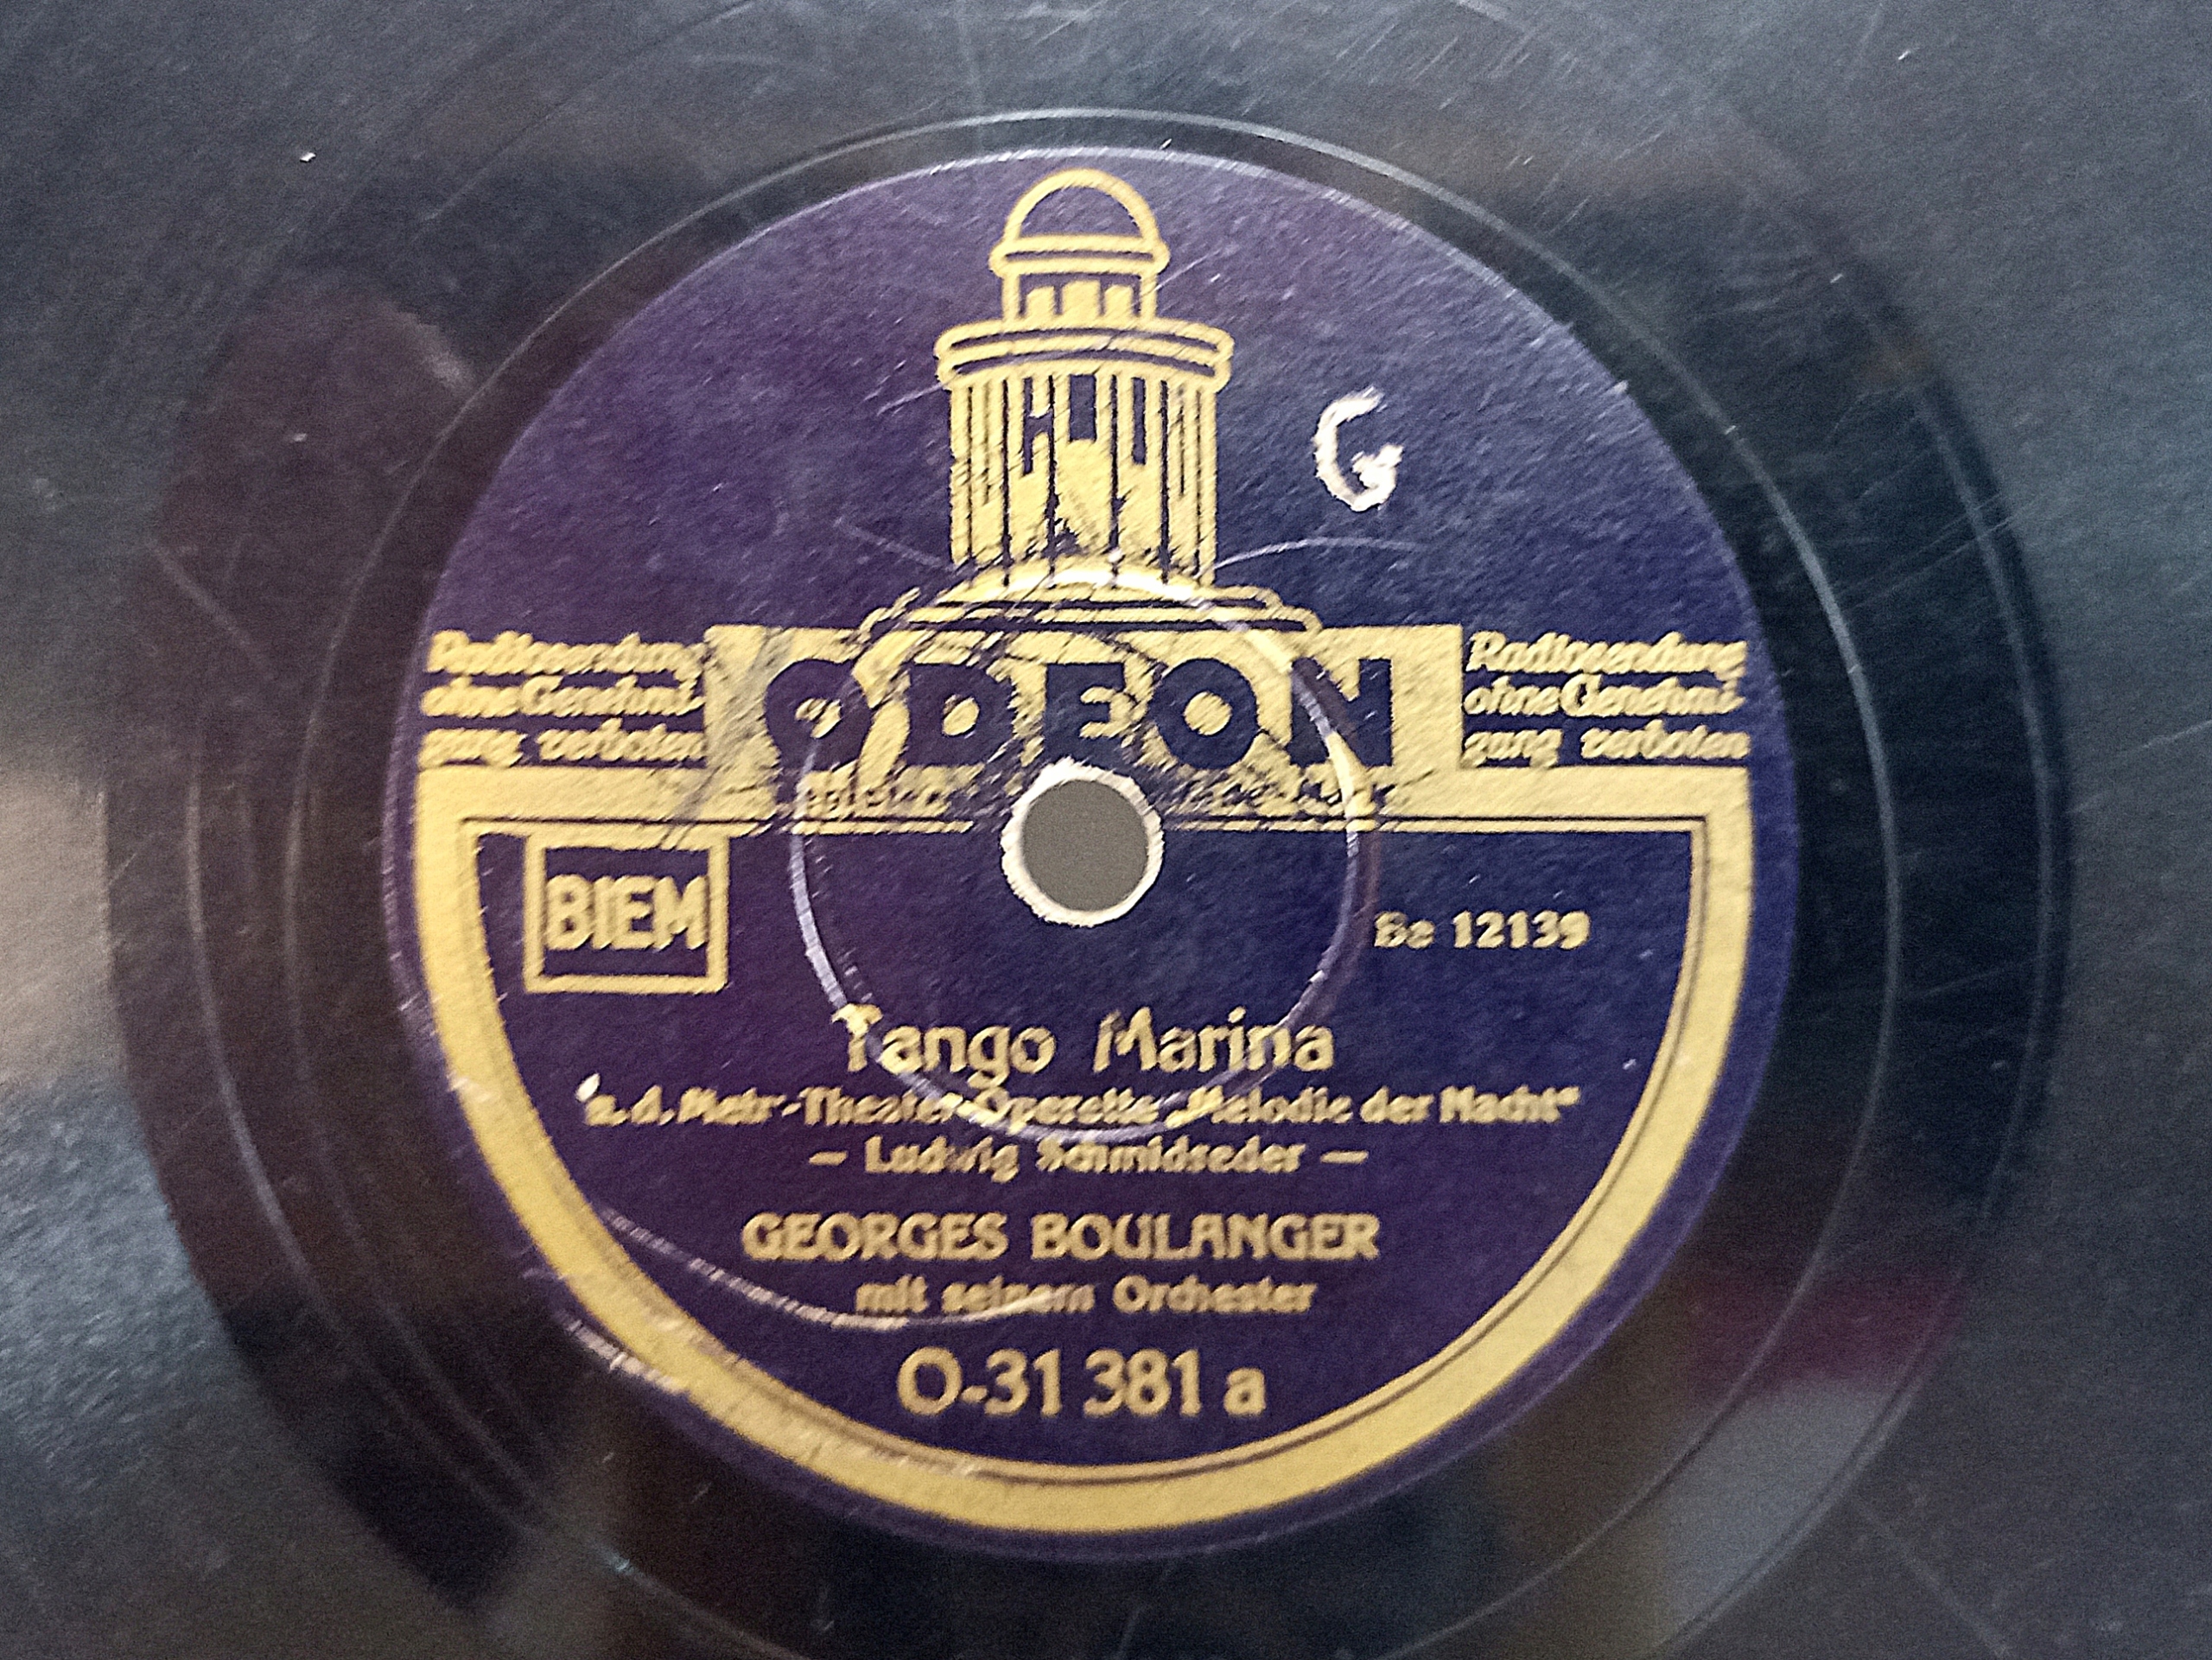 G
Radiosendung
ohne Genehmi-
gung verboten
ODEON
Radiosendung
ohne Genehmi-
gung verboten
BIEM
Be 12139
Tango Marina
a. d. Metr.-Theater-Operette „Melodie der Nacht“
— Ludwig Schmidseder —
GEORGES BOULANGER
mit seinem Orchester
O-31 381 a